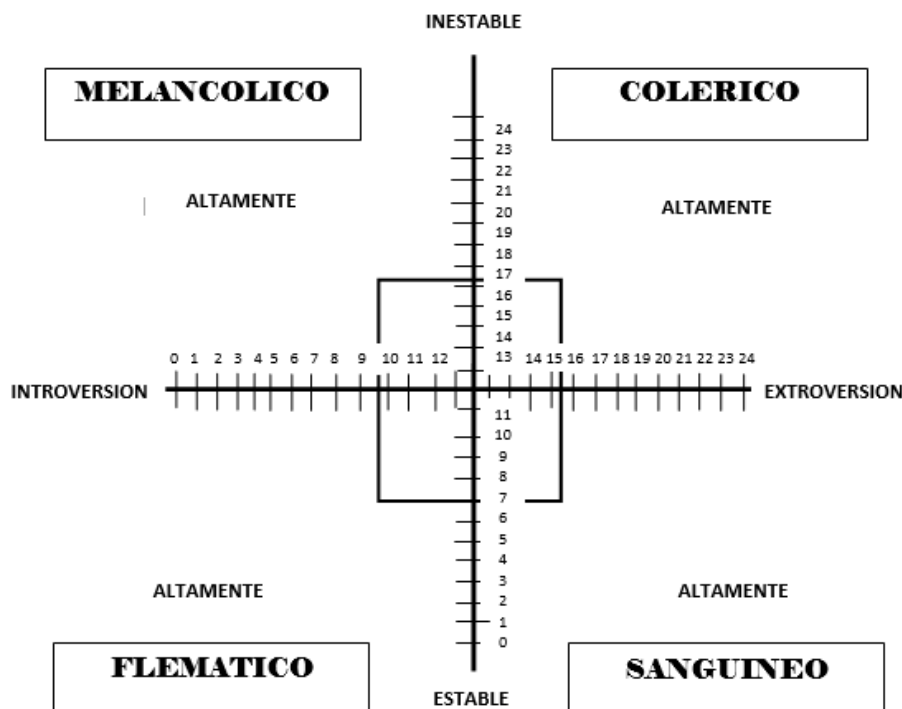 INESTABLE
MELANCOLICO
COLERICO
24
23
22
ALTAMENTE
ALTAMENTE
21
20
19
18
17
16
15
14
0 1 2 3 4 5 6 7 8 9 10 11 12 13 14 15 16 17 18 19 20 21 22 23 24
INTROVERSION
EXTROVERSION
11
10
9
8
7
6
5
4
3
2
1
0
ALTAMENTE
ALTAMENTE
FLEMATICO
SANGUINEO
ESTABLE